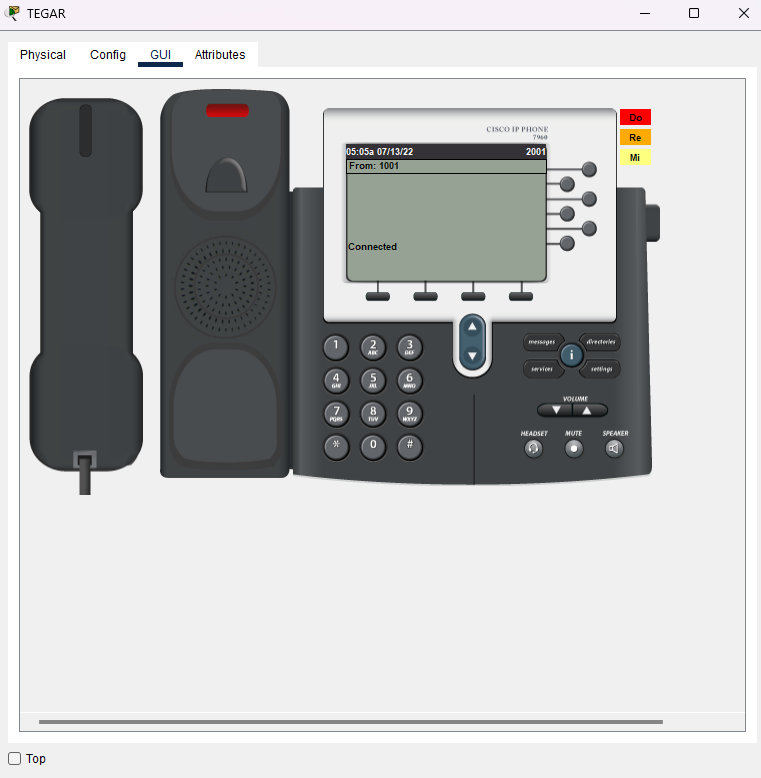 TEGAR
Physical Config GUI Attributes
CISCO IP PHONE
7960
05:05a 07/13/22 2001
From: 1001
Connected
Do
Re
Mi
1 2 ABC 3 DEF
4 GHI 5 JKL 6 MNO
7 PQRS 8 TUV 9 WXYZ
* 0 #
messages directories
i
services settings
VOLUME
HEADSET MUTE SPEAKER
Top